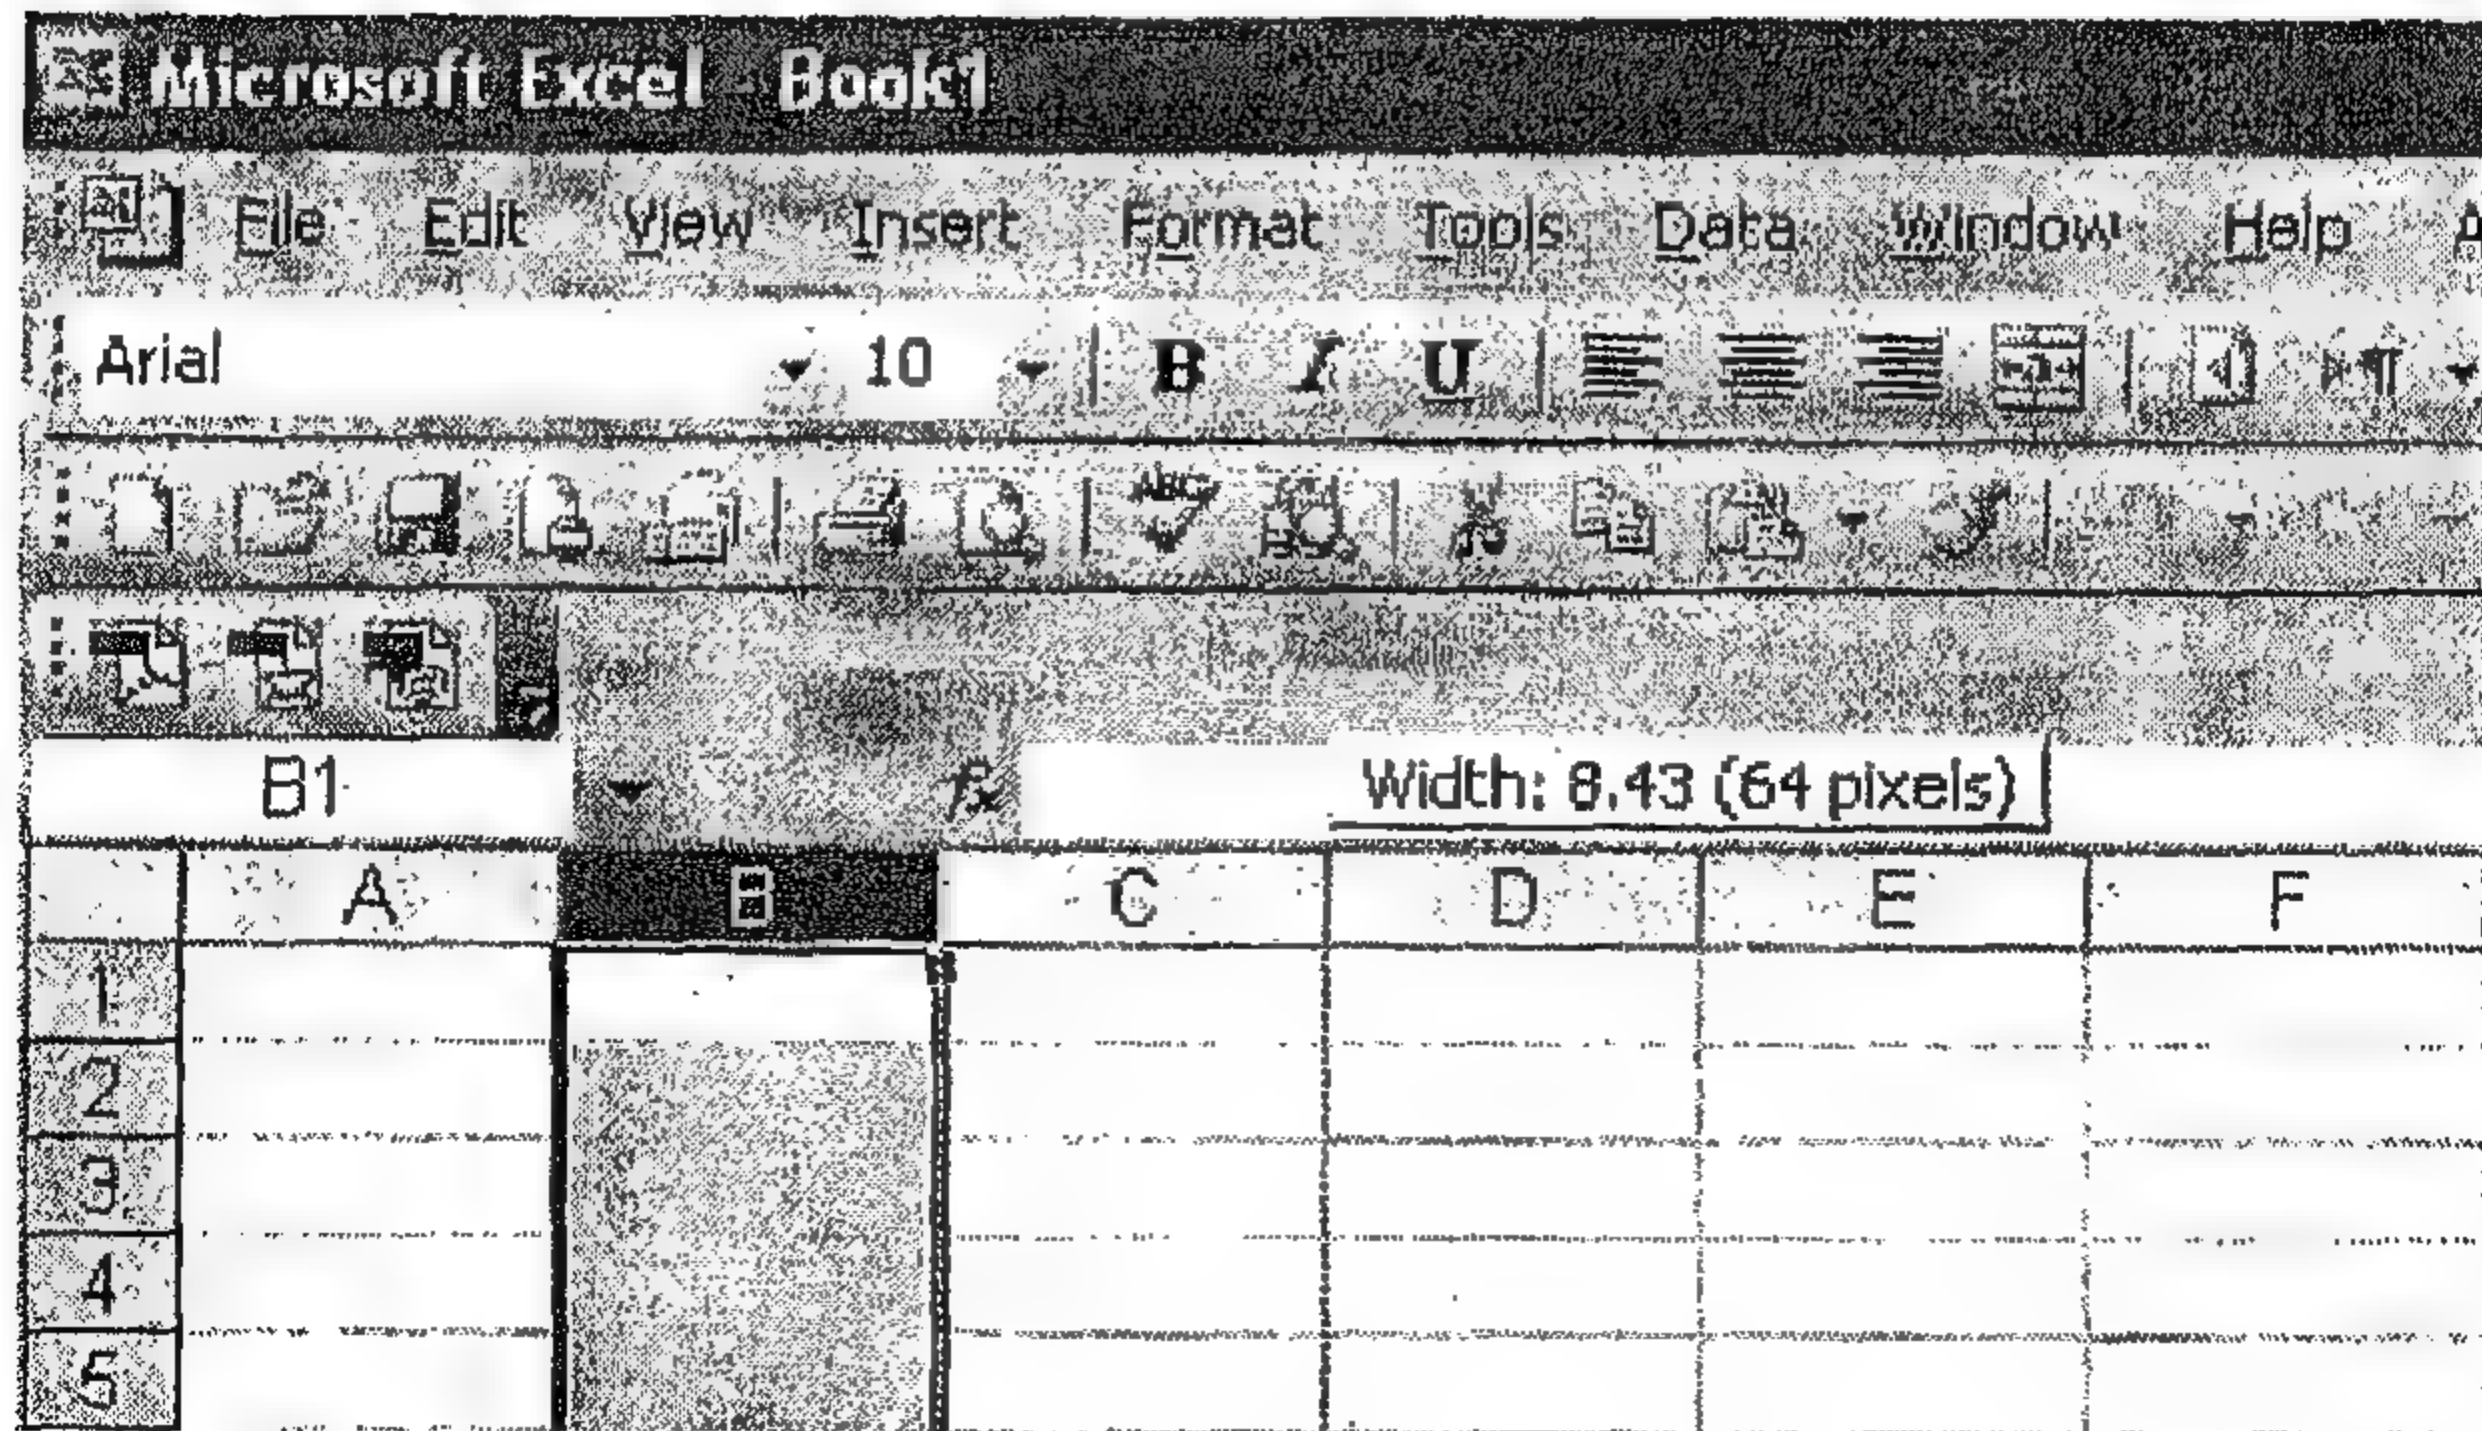 Microsoft Excel - Book1
File Edit View Insert Format Tools Data Window Help
Arial 10 B I U
ABC
B1 fx Width: 8.43 (64 pixels)
A B C D E F
1
2
3
4
5